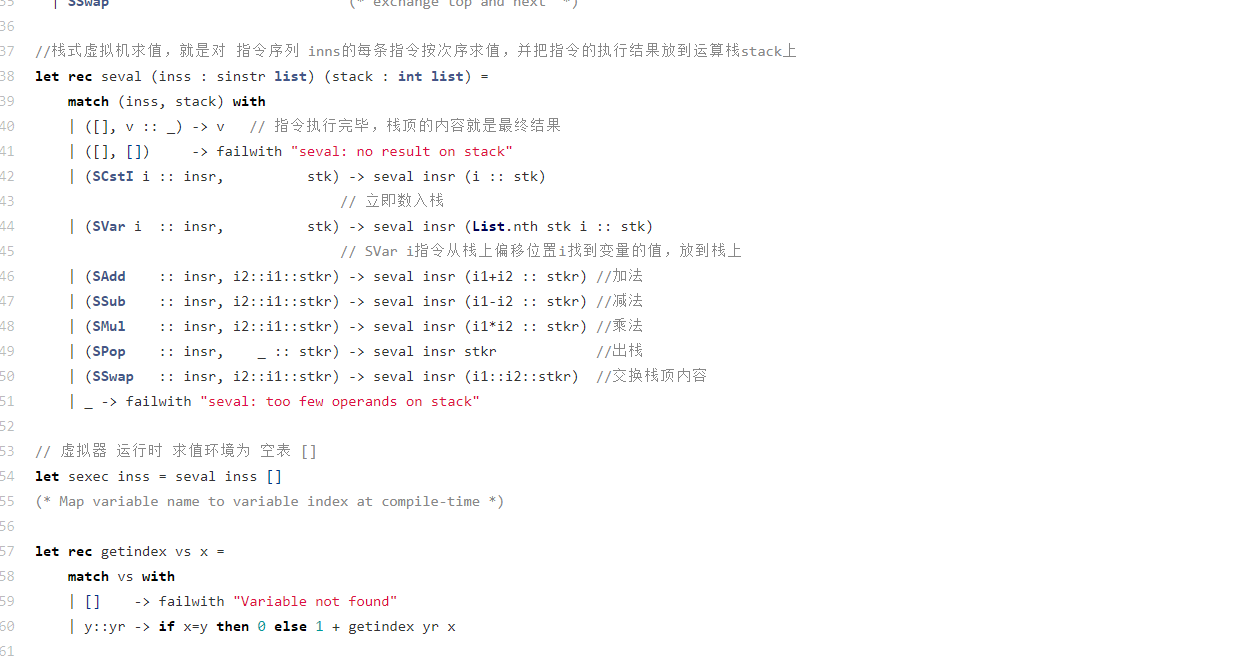 35   | SSwap                             (* exchange top and next  *)
36
37 //栈式虚拟机求值，就是对 指令序列 inns的每条指令按次序求值，并把指令的执行结果放到运算栈stack上
38 let rec seval (inss : sinstr list) (stack : int list) =
39     match (inss, stack) with
40     | ([], v :: _) -> v   // 指令执行完毕，栈顶的内容就是最终结果
41     | ([], [])     -> failwith "seval: no result on stack"
42     | (SCstI i :: insr,          stk) -> seval insr (i :: stk)
43                                      // 立即数入栈
44     | (SVar i  :: insr,          stk) -> seval insr (List.nth stk i :: stk)
45                                      // SVar i指令从栈上偏移位置i找到变量的值，放到栈上
46     | (SAdd    :: insr, i2::i1::stkr) -> seval insr (i1+i2 :: stkr) //加法
47     | (SSub    :: insr, i2::i1::stkr) -> seval insr (i1-i2 :: stkr) //减法
48     | (SMul    :: insr, i2::i1::stkr) -> seval insr (i1*i2 :: stkr) //乘法
49     | (SPop    :: insr,    _ :: stkr) -> seval insr stkr            //出栈
50     | (SSwap   :: insr, i2::i1::stkr) -> seval insr (i1::i2::stkr)  //交换栈顶内容
51     | _ -> failwith "seval: too few operands on stack"
52
53 // 虚拟器 运行时 求值环境为 空表 []
54 let sexec inss = seval inss []
55 (* Map variable name to variable index at compile-time *)
56
57 let rec getindex vs x =
58     match vs with
59     | []    -> failwith "Variable not found"
60     | y::yr -> if x=y then 0 else 1 + getindex yr x
61